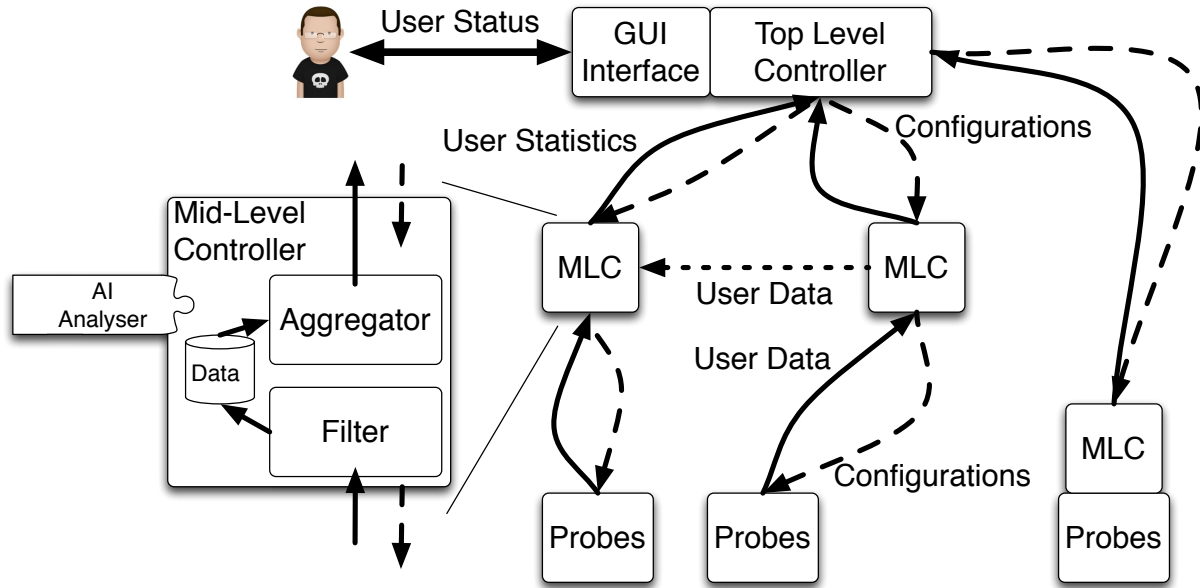 User Status
GUI
Interface
Top Level
Controller
User Statistics
Configurations
Mid-Level
Controller
AI
Analyser
Aggregator
Data
Filter
MLC
MLC
User Data
User Data
Configurations
MLC
Probes
Probes
Probes